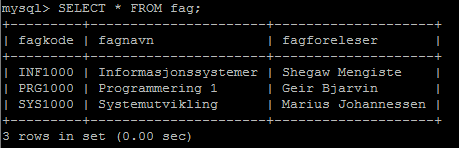 mysql> SELECT * FROM fag;
+---------+----------------------+--------------------+
| fagkode | fagnavn              | fagforeleser       |
+---------+----------------------+--------------------+
| INF1000 | Informasjonssystemer | Shegaw Mengiste    |
| PRG1000 | Programmering 1      | Geir Bjarvin       |
| SYS1000 | Systemutvikling      | Marius Johannessen |
+---------+----------------------+--------------------+
3 rows in set (0.00 sec)